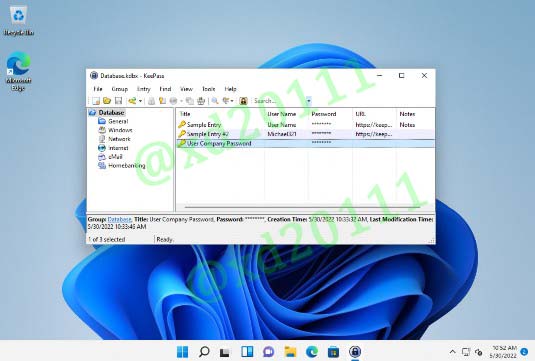 Recycle Bin
Microsoft
Edge
Database.kdbx - KeePass
File Group Entry Find View Tools Help
Search...
Database
General
Windows
Network
Internet
eMail
Homebanking
Title User Name Password URL Notes
Sample Entry User Name ******** https://keep... Notes
Sample Entry #2 Michael321 ******** https://keep...
User Company Password ********
Group: Database, Title: User Company Password, Password: ********, Creation Time: 5/30/2022 10:33:32 AM, Last Modification Time:
5/30/2022 10:33:46 AM
1 of 3 selected Ready.
@xd20111
@xd20111
10:52 AM
5/30/2022